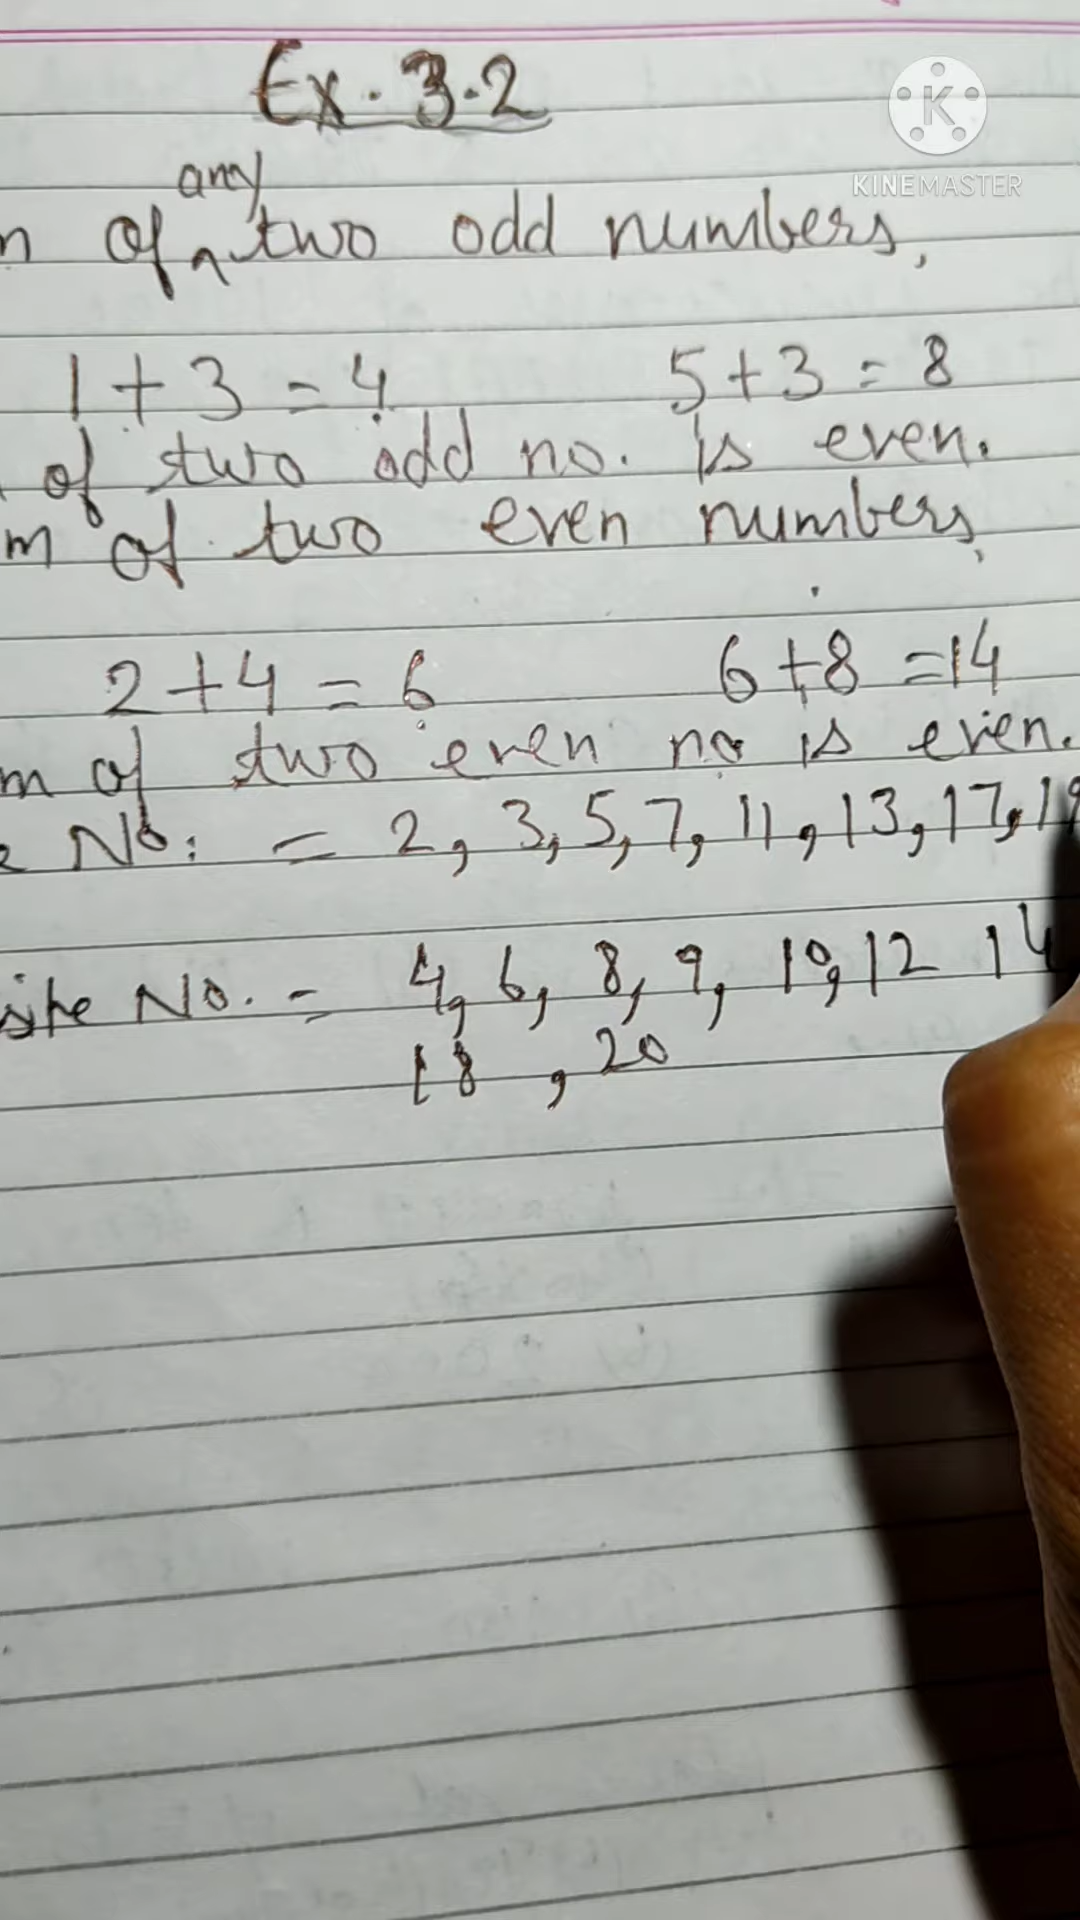 Ex. 3.2
K
KINEMASTER
any
of ^ two odd numbers,
1 + 3 = 4 5 + 3 = 8
of two odd no. is even.
of two even numbers,
2 + 4 = 6 6 + 8 = 14
of two even no is even.
No: = 2, 3, 5, 7, 11, 13, 17, 19
No. = 4, 6, 8, 9, 10, 12 14
18 , 20